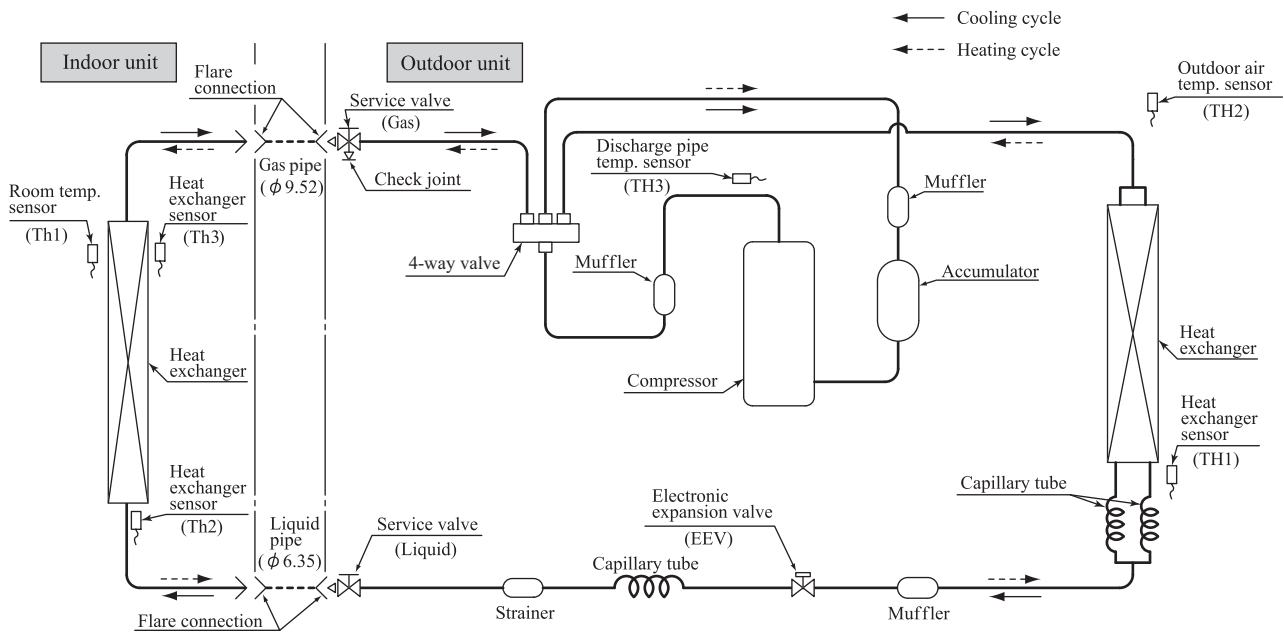 Cooling cycle
Heating cycle
Indoor unit
Outdoor unit
Flare
connection
Service valve
(Gas)
Outdoor air
temp. sensor
(TH2)
Gas pipe
(ϕ9.52)
Check joint
Discharge pipe
temp. sensor
(TH3)
Muffler
Room temp.
sensor
(Th1)
Heat
exchanger
sensor
(Th3)
4-way valve
Muffler
Accumulator
Heat
exchanger
Heat
exchanger
Compressor
Heat
exchanger
sensor
(TH1)
Capillary tube
Heat
exchanger
sensor
(Th2)
Liquid
pipe
(ϕ6.35)
Service valve
(Liquid)
Electronic
expansion valve
(EEV)
Capillary tube
Strainer
Muffler
Flare connection